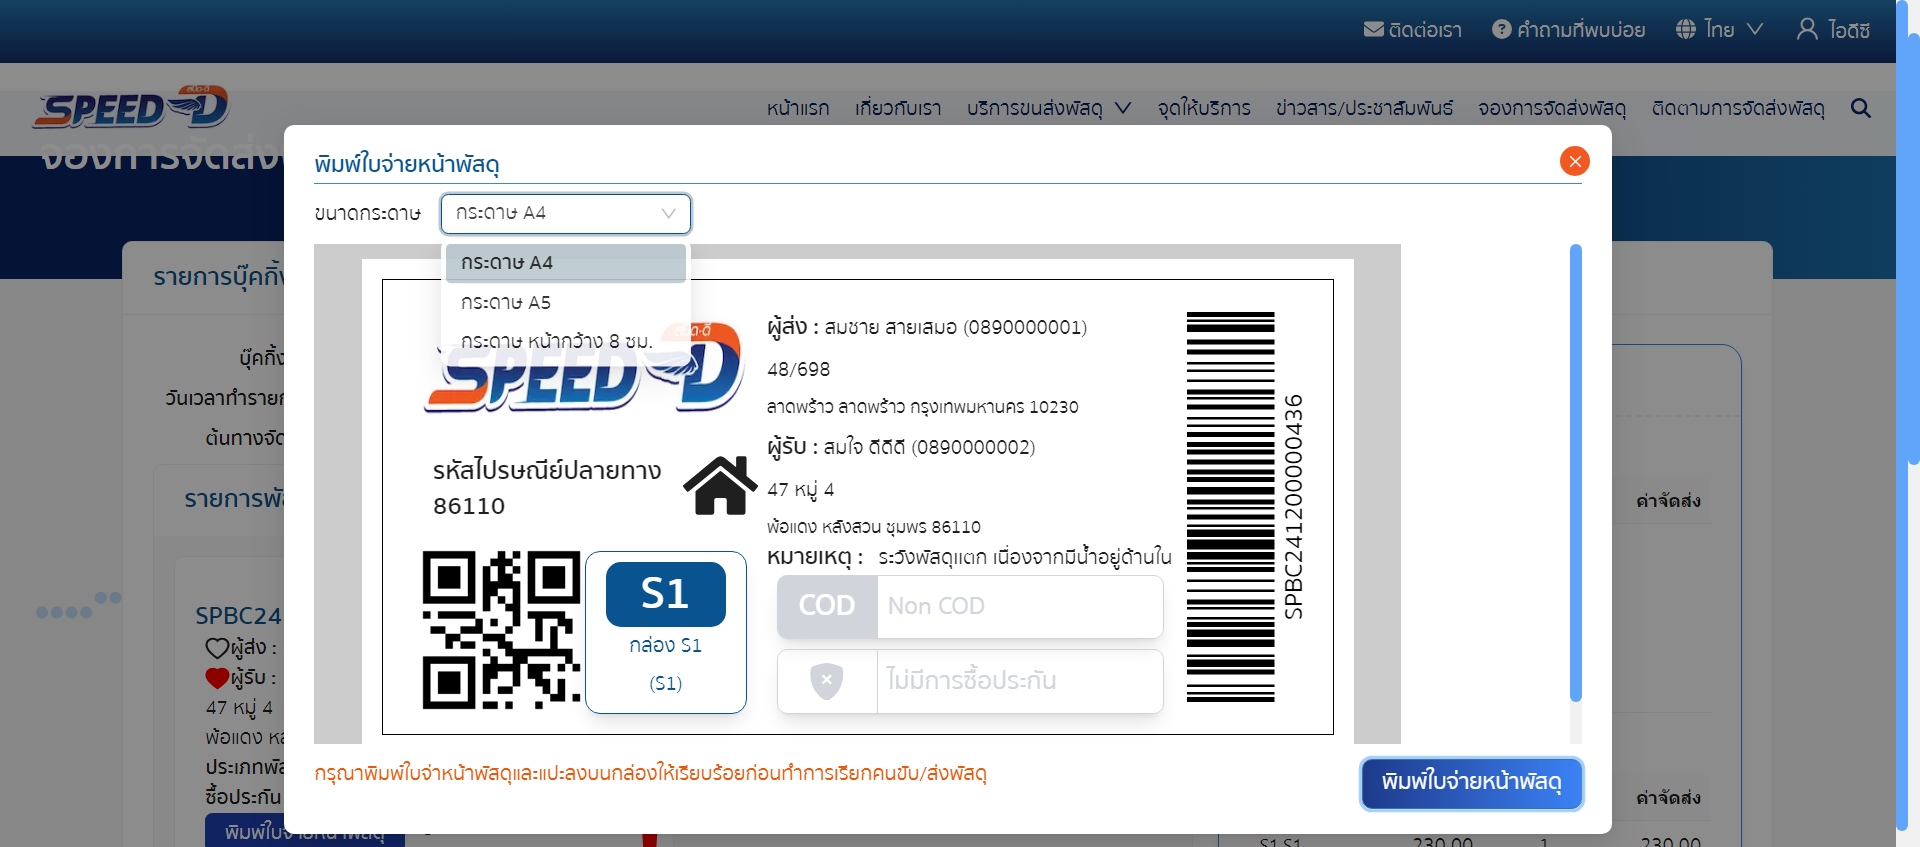 ติดต่อเรา
คำถามที่พบบ่อย
ไทย
ไอดีซี
สปีด-ดี
SPEED D
หน้าแรก
เกี่ยวกับเรา
บริการขนส่งพัสดุ
จุดให้บริการ
ข่าวสาร/ประชาสัมพันธ์
จองการจัดส่งพัสดุ
ติดตามการจัดส่งพัสดุ
จองการจัดส่ง
พิมพ์ใบจ่ายหน้าพัสดุ
ขนาดกระดาษ
กระดาษ A4
กระดาษ A4
กระดาษ A5
กระดาษ หน้ากว้าง 8 ซม.
สปีด-ดี
SPEED D
รหัสไปรษณีย์ปลายทาง
86110
S1
กล่อง S1
(S1)
ผู้ส่ง : สมชาย สายเสมอ (0890000001)
48/698
ลาดพร้าว ลาดพร้าว กรุงเทพมหานคร 10230
ผู้รับ : สมใจ ดีดีดี (0890000002)
47 หมู่ 4
พ้อแดง หลังสวน ชุมพร 86110
หมายเหตุ : ระวังพัสดุแตก เนื่องจากมีน้ำอยู่ด้านใน
COD Non COD
ไม่มีการซื้อประกัน
SPBC241200000436
กรุณาพิมพ์ใบจ่าหน้าพัสดุและแปะลงบนกล่องให้เรียบร้อยก่อนทำการเรียกคนขับ/ส่งพัสดุ
พิมพ์ใบจ่ายหน้าพัสดุ
รายการบุ๊คกิ้ง
บุ๊คกิ้ง
วันเวลาทำรายก
ต้นทางจัด
รายการพัส
SPBC24
ผู้ส่ง :
ผู้รับ :
47 หมู่ 4
พ้อแดง หล
ประเภทพัส
ซื้อประกัน
พิมพ์ใบจ่ายหน้าพัสดุ
ค่าจัดส่ง
ค่าจัดส่ง
S1 S1 230.00 1 230.00